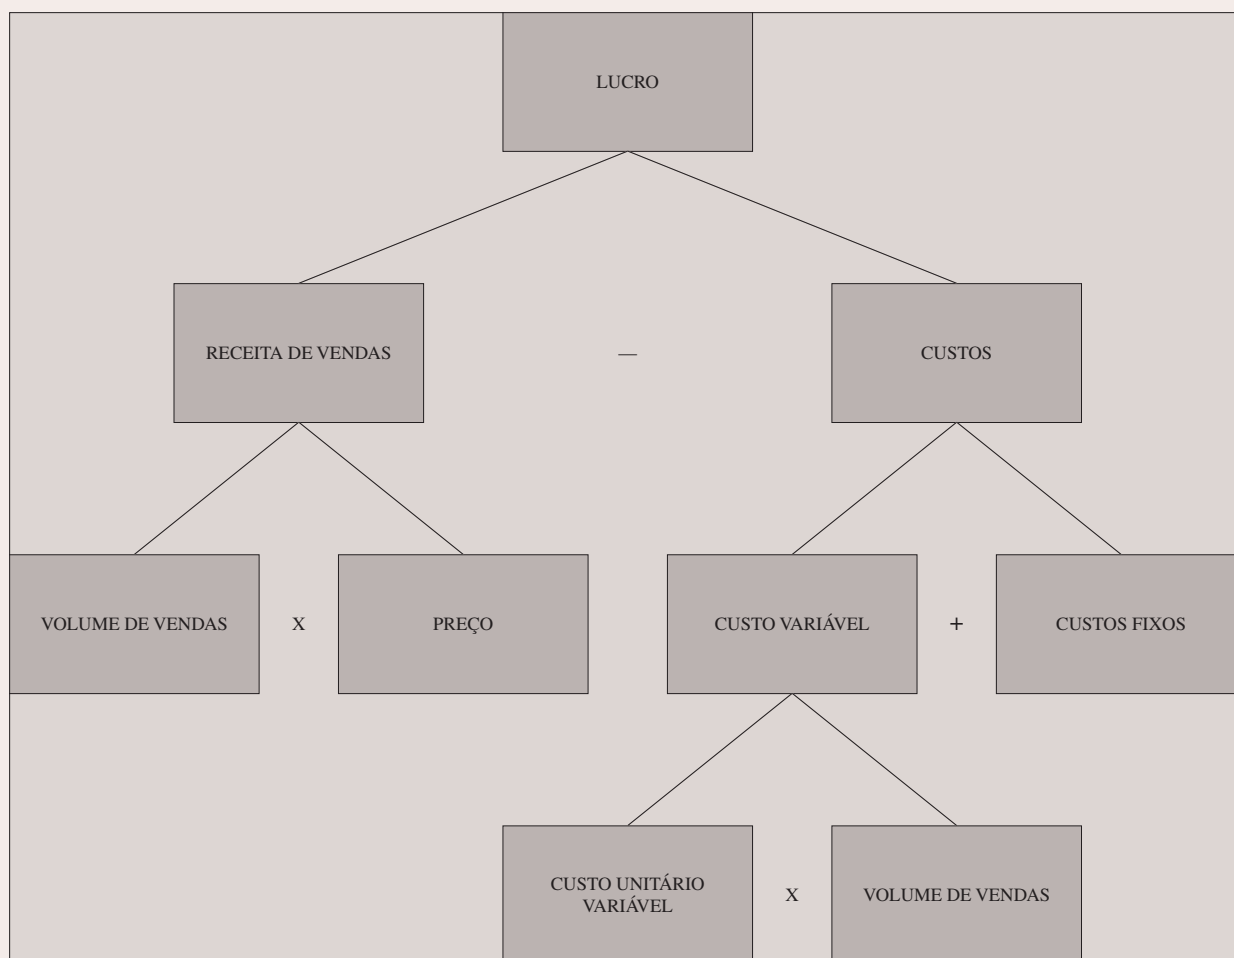 LUCRO
RECEITA DE VENDAS
—
CUSTOS
VOLUME DE VENDAS
X
PREÇO
CUSTO VARIÁVEL
+
CUSTOS FIXOS
CUSTO UNITÁRIO
VARIÁVEL
X
VOLUME DE VENDAS